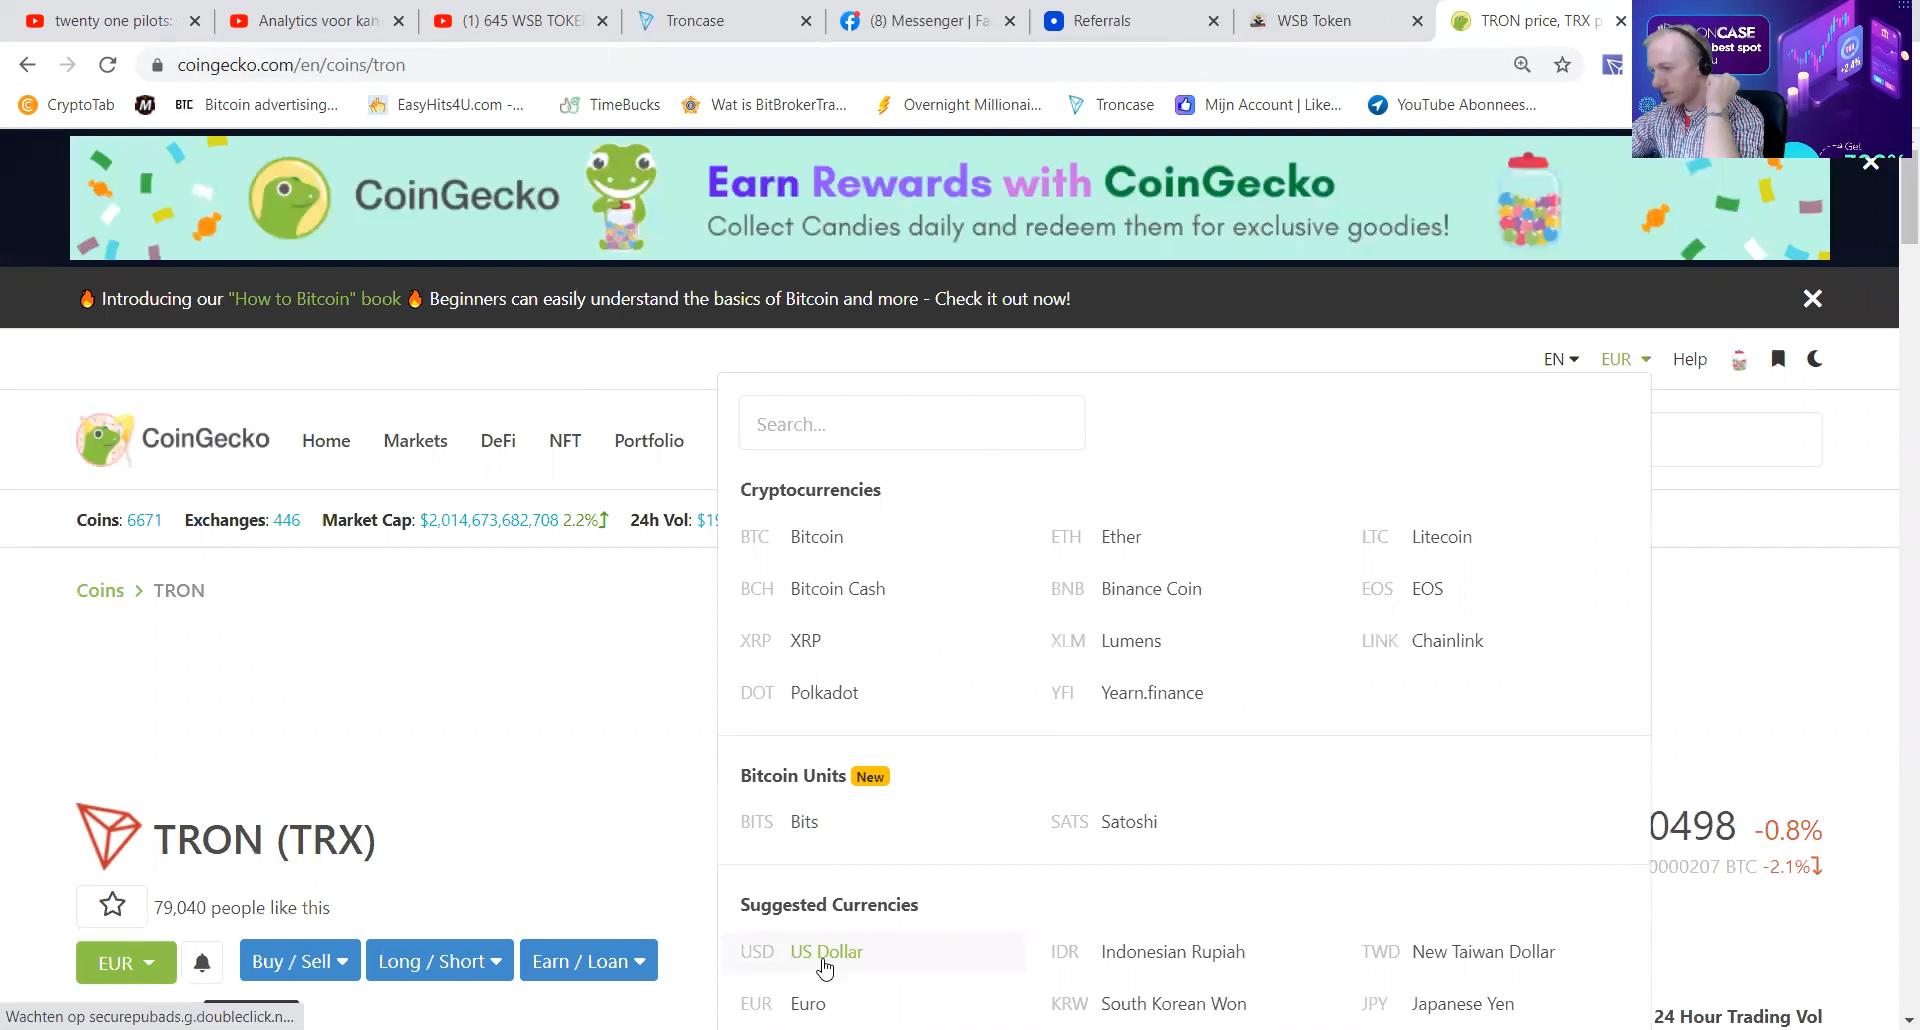 twenty one pilots:
Analytics voor kan
(1) 645 WSB TOKE
Troncase
(8) Messenger | Fa
Referrals
WSB Token
TRON price, TRX p
coingecko.com/en/coins/tron
CryptoTab
BTC Bitcoin advertising...
EasyHits4U.com -...
TimeBucks
Wat is BitBrokerTra...
Overnight Millionai...
Troncase
Mijn Account | Like...
YouTube Abonnees...
ONCASE
best spot
TRX
+2.4%
Get
CoinGecko
Earn Rewards with CoinGecko
Collect Candies daily and redeem them for exclusive goodies!
Introducing our "How to Bitcoin" book Beginners can easily understand the basics of Bitcoin and more - Check it out now!
EN EUR Help
CoinGecko Home Markets DeFi NFT Portfolio
Search...
Coins: 6671 Exchanges: 446 Market Cap: $2,014,673,682,708 2.2% 24h Vol: $19
Cryptocurrencies
BTC Bitcoin ETH Ether LTC Litecoin
BCH Bitcoin Cash BNB Binance Coin EOS EOS
XRP XRP XLM Lumens LINK Chainlink
DOT Polkadot YFI Yearn.finance
Bitcoin Units New
BITS Bits SATS Satoshi
Suggested Currencies
USD US Dollar IDR Indonesian Rupiah TWD New Taiwan Dollar
EUR Euro KRW South Korean Won JPY Japanese Yen
Coins > TRON
TRON (TRX)
0498 -0.8%
0000207 BTC -2.1%
79,040 people like this
EUR Buy / Sell Long / Short Earn / Loan
24 Hour Trading Vol
Wachten op securepubads.g.doubleclick.n...